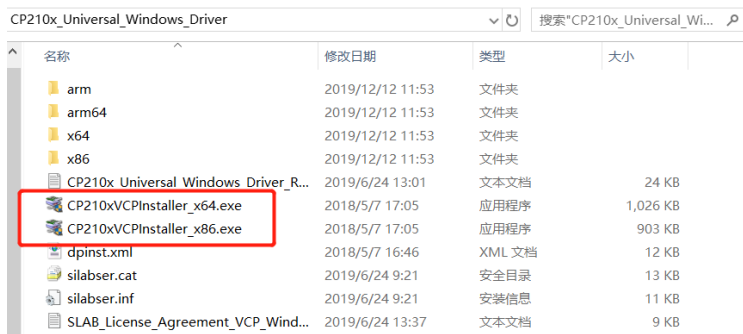 CP210x_Universal_Windows_Driver 搜索"CP210x_Universal_Wi...
名称 修改日期 类型 大小
arm 2019/12/12 11:53 文件夹
arm64 2019/12/12 11:53 文件夹
x64 2019/12/12 11:53 文件夹
x86 2019/12/12 11:53 文件夹
CP210x_Universal_Windows_Driver_R... 2019/6/24 13:01 文本文档 24 KB
CP210xVCPInstaller_x64.exe 2018/5/7 17:05 应用程序 1,026 KB
CP210xVCPInstaller_x86.exe 2018/5/7 17:05 应用程序 903 KB
dpinst.xml 2018/5/7 16:46 XML 文档 12 KB
silabser.cat 2019/6/24 9:21 安全目录 13 KB
silabser.inf 2019/6/24 9:21 安装信息 11 KB
SLAB_License_Agreement_VCP_Wind... 2019/6/24 13:37 文本文档 9 KB